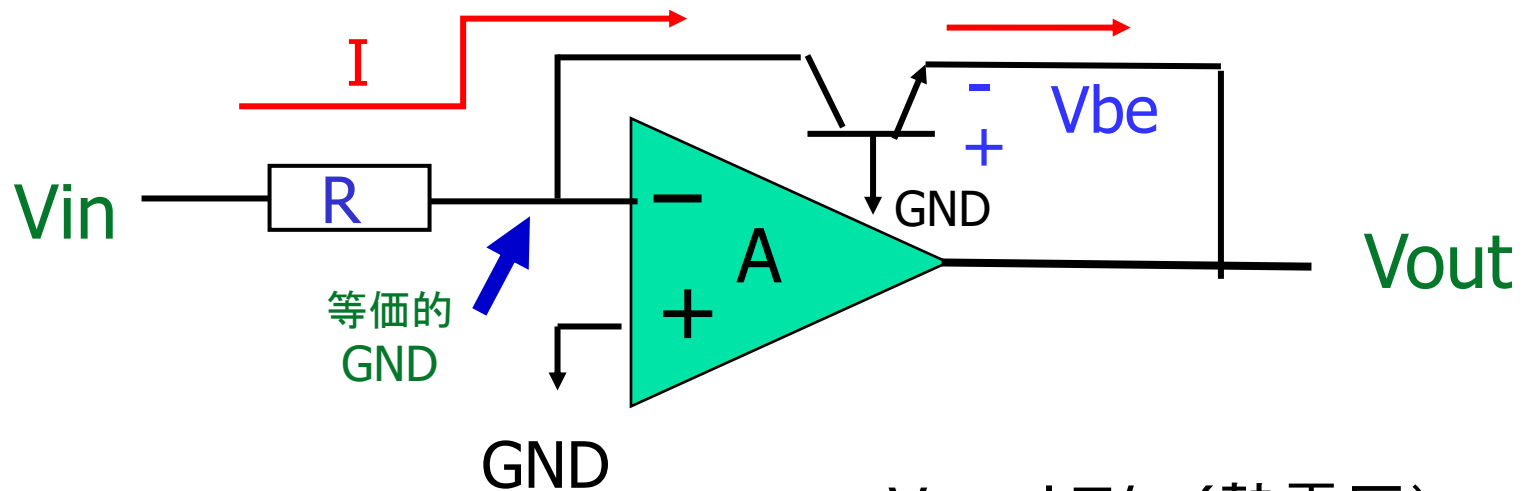 I
Vbe
-
+
Vin
R
−
GND
A
Vout
等価的
GND
+
GND